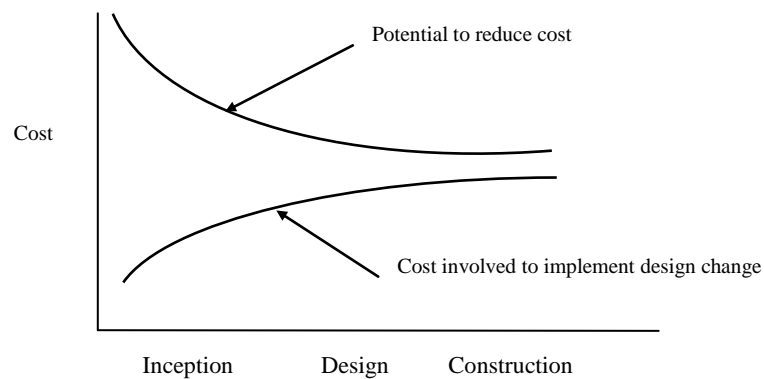 Potential to reduce cost
Cost
Cost involved to implement design change
Inception Design Construction